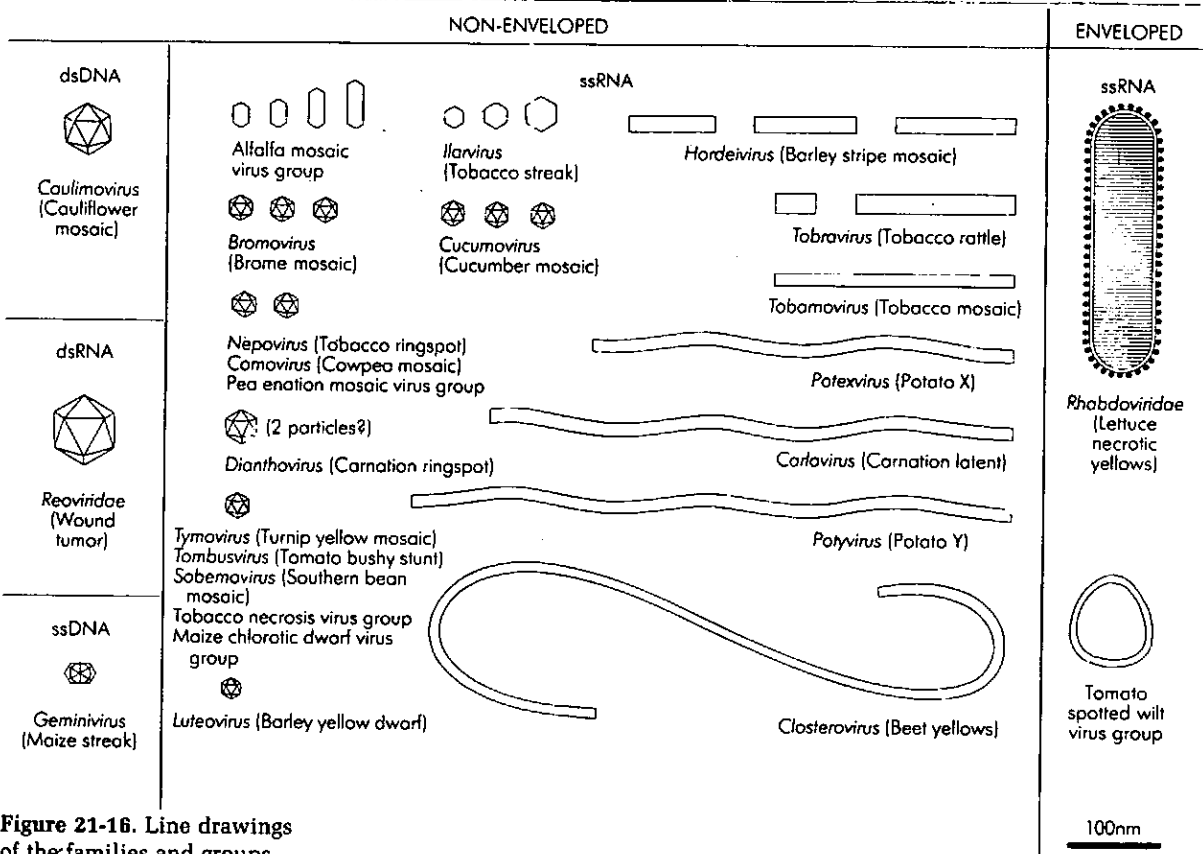 NON-ENVELOPED
ENVELOPED
dsDNA
Caulimovirus
(Cauliflower
mosaic)
dsRNA
Reoviridae
(Wound
tumor)
ssDNA
Geminivirus
(Maize streak)
ssRNA
Alfalfa mosaic
virus group
Ilarvirus
(Tobacco streak)
Hordeivirus (Barley stripe mosaic)
Bromovirus
(Brome mosaic)
Cucumovirus
(Cucumber mosaic)
Tobravirus (Tobacco rattle)
Tobamovirus (Tobacco mosaic)
Nepovirus (Tobacco ringspot)
Comovirus (Cowpea mosaic)
Pea enation mosaic virus group
Potexvirus (Potato X)
(2 particles?)
Dianthovirus (Carnation ringspot)
Carlavirus (Carnation latent)
Tymovirus (Turnip yellow mosaic)
Tombusvirus (Tomato bushy stunt)
Sobemovirus (Southern bean
mosaic)
Tobacco necrosis virus group
Maize chlorotic dwarf virus
group
Potyvirus (Potato Y)
Luteovirus (Barley yellow dwarf)
Closterovirus (Beet yellows)
ssRNA
Rhabdoviridae
(Lettuce
necrotic
yellows)
Tomato
spotted wilt
virus group
100nm
Figure 21-16. Line drawings
of the families and groups